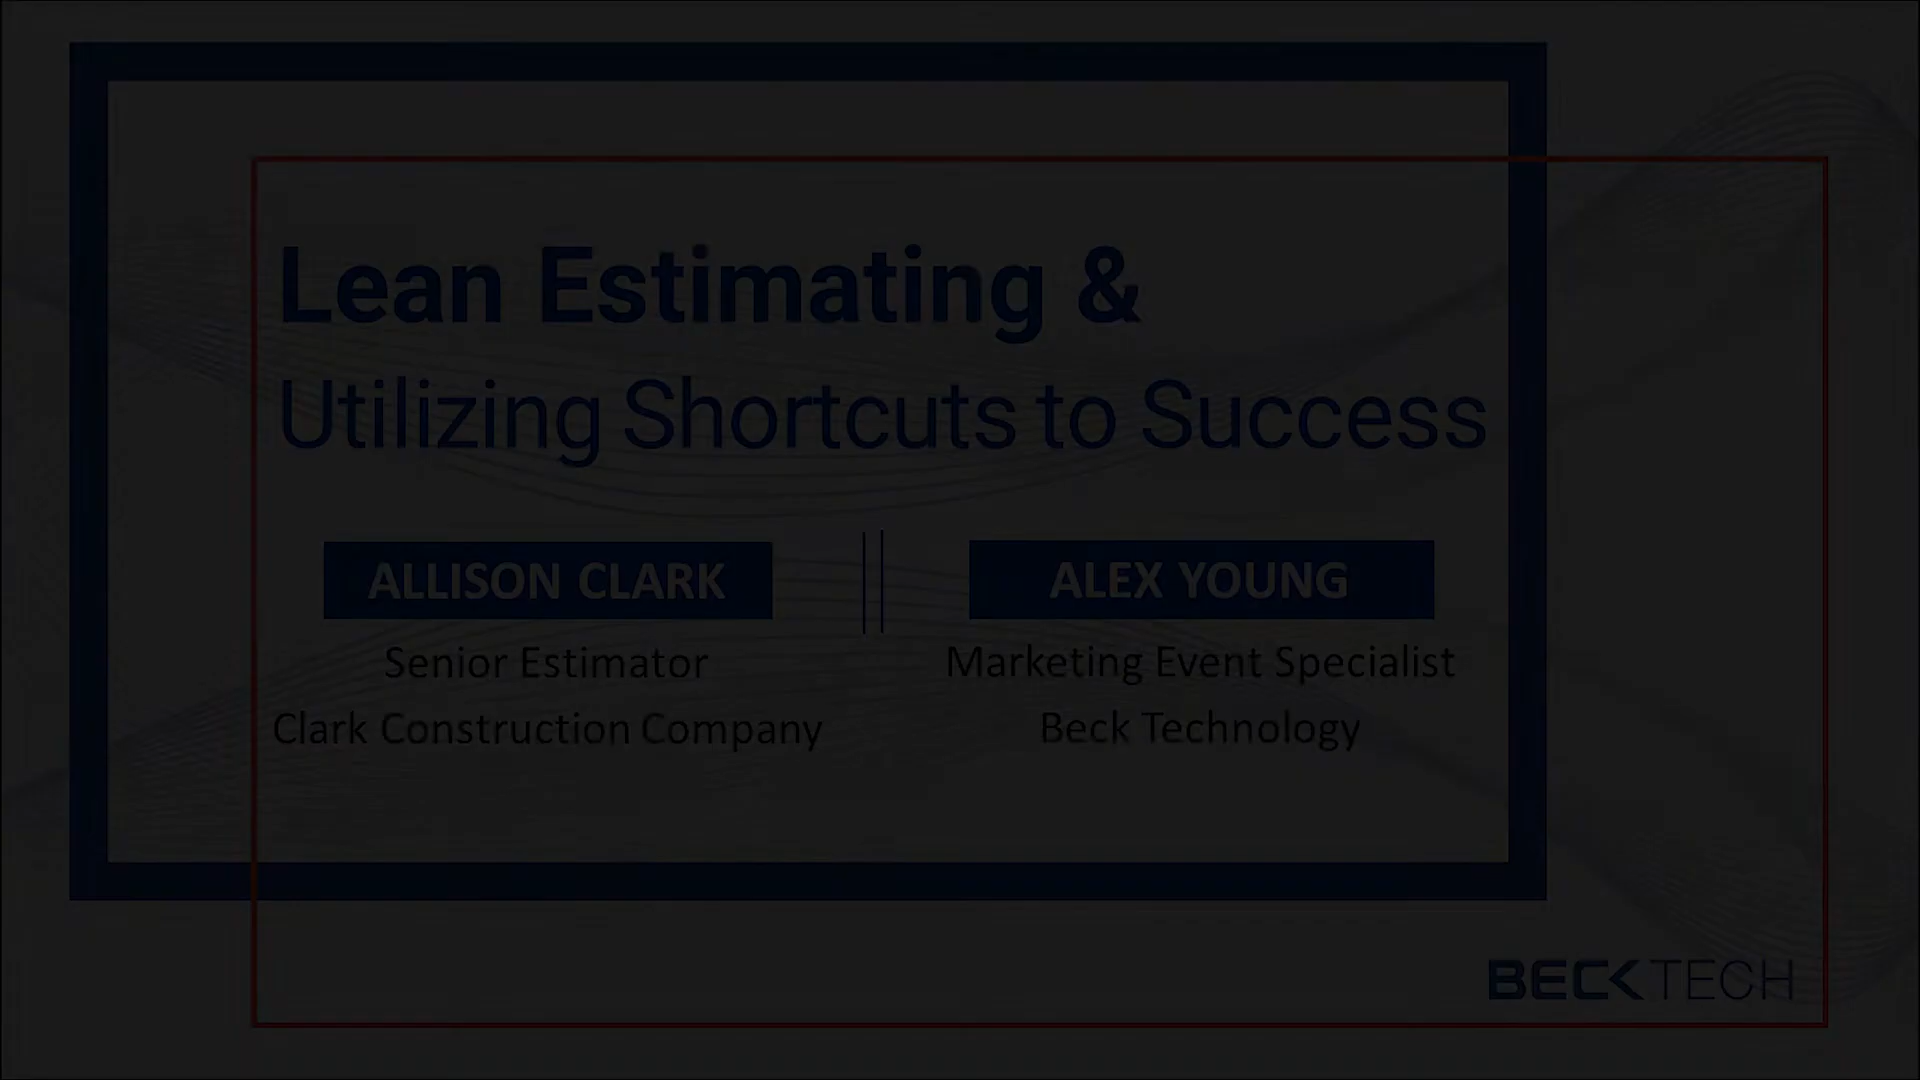 Lean Estimating &
Utilizing Shortcuts to Success
ALLISON CLARK
Senior Estimator
Clark Construction Company
ALEX YOUNG
Marketing Event Specialist
Beck Technology
BECKTECH